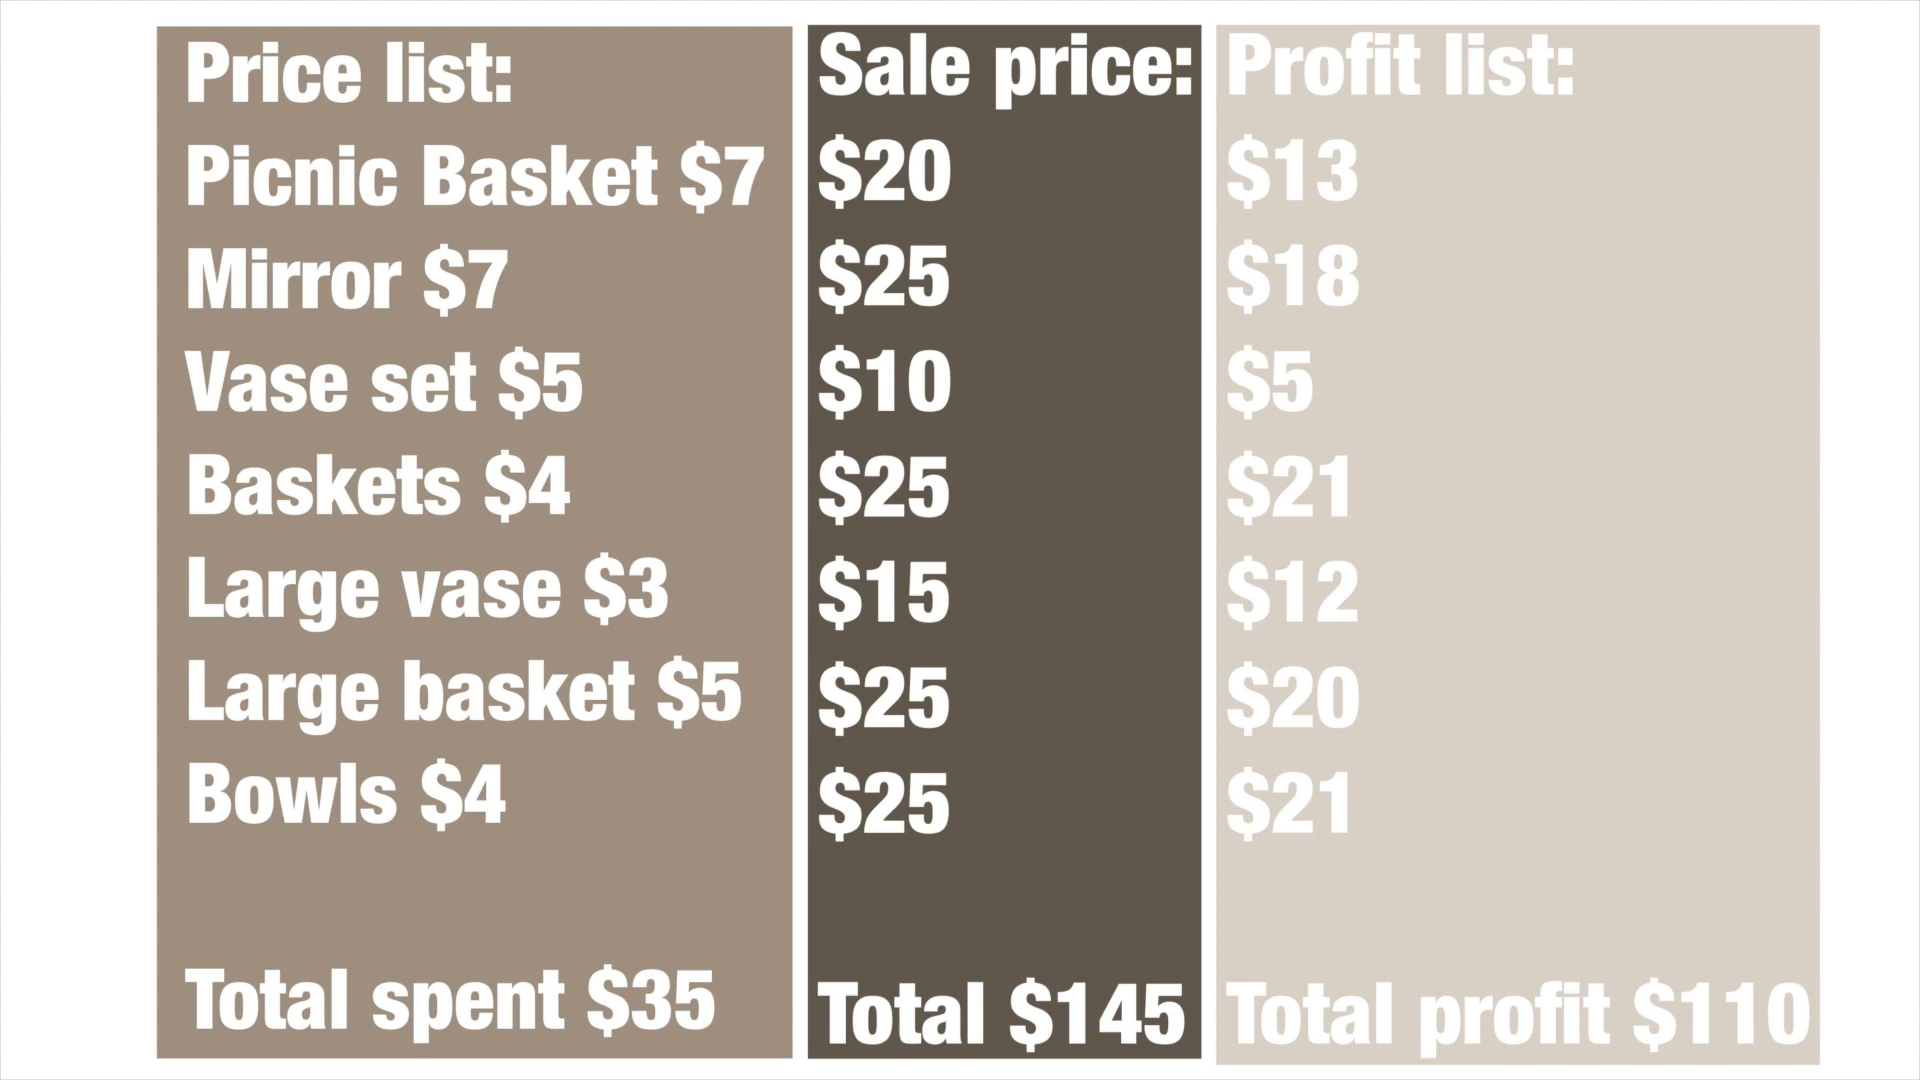 Price list:
Picnic Basket $7
Mirror $7
Vase set $5
Baskets $4
Large vase $3
Large basket $5
Bowls $4
Total spent $35
Sale price:
$20
$25
$10
$25
$15
$25
$25
Total $145
Profit list:
$13
$18
$5
$21
$12
$20
$21
Total profit $110